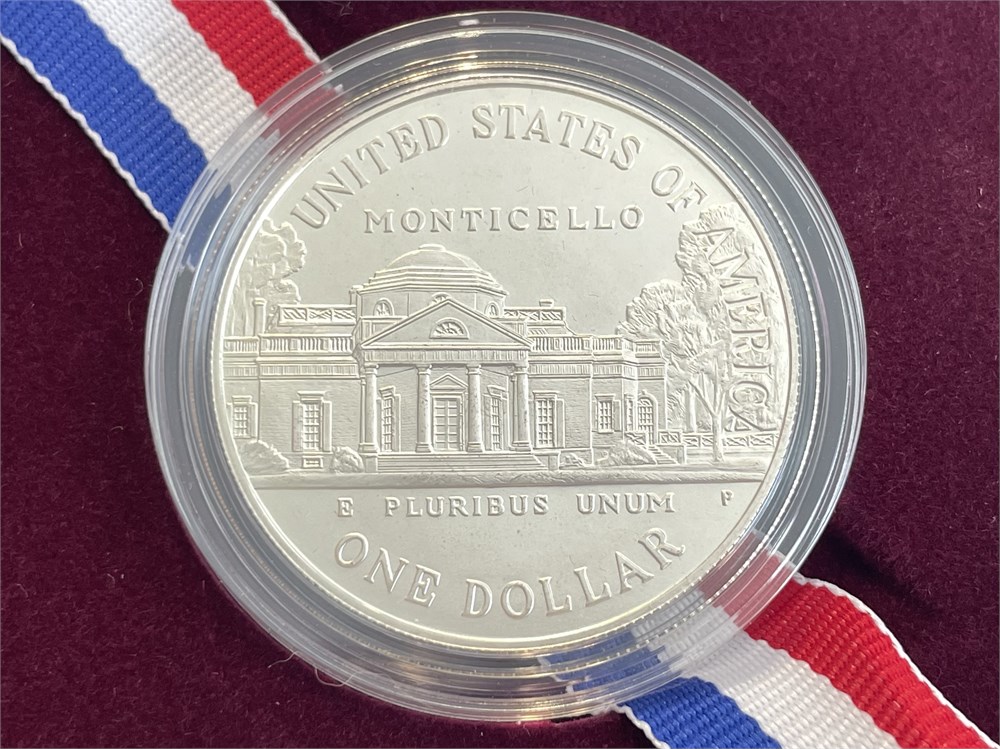 UNITED STATES OF AMERICA
MONTICELLO
E PLURIBUS UNUM P
ONE DOLLAR